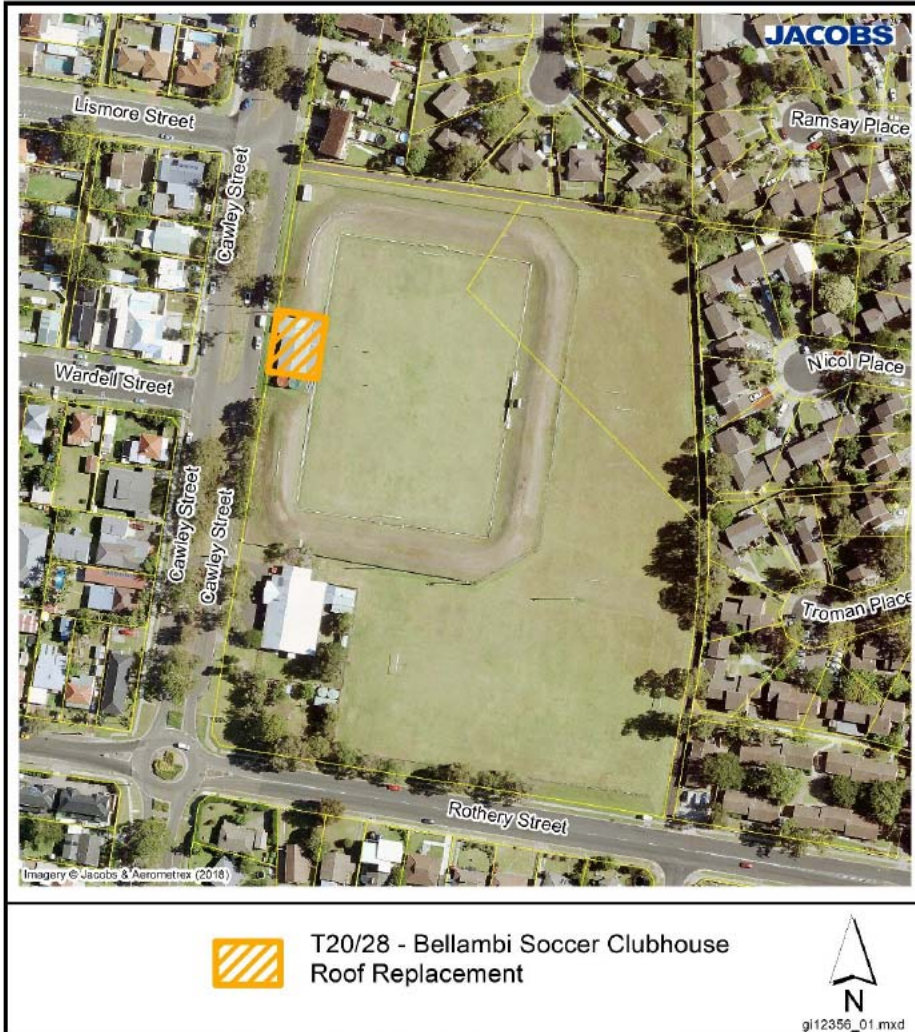 JACOBS
Lismore Street
Ramsay Place
Cawley Street
Nicol Place
Wardell Street
Cawley Street
Cawley Street
Troman Place
Rothery Street
Imagery © Jacobs & Aerometrex (2018)
T20/28 - Bellambi Soccer Clubhouse
Roof Replacement
N
gi12356_01.mxd